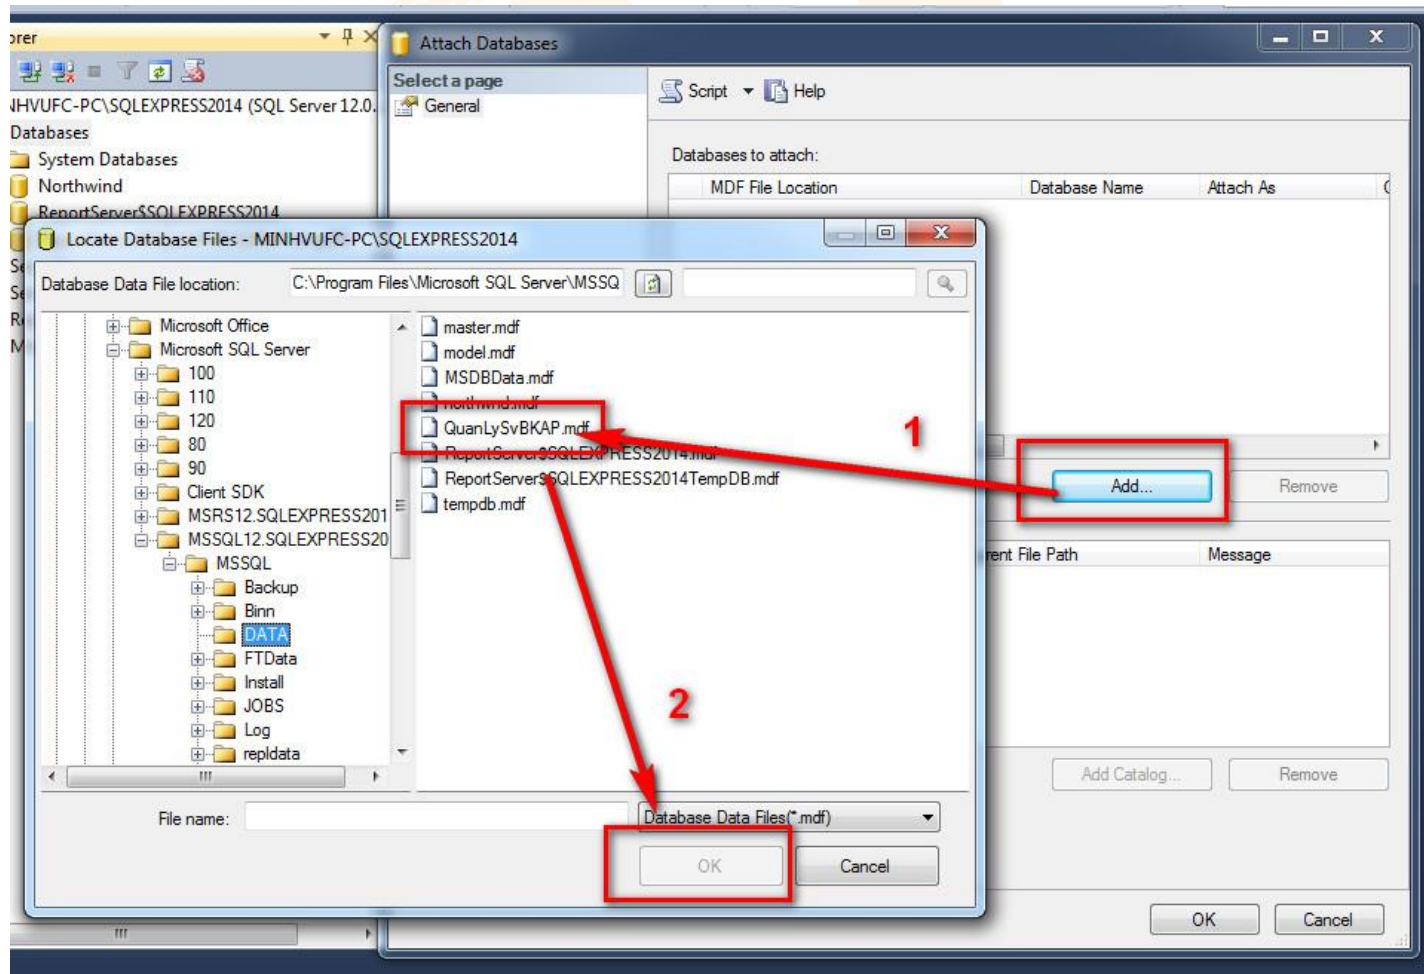 orer
Attach Databases
Select a page
General
Script
Help
NHVUFC-PC\SQLEXPRESS2014 (SQL Server 12.0.
Databases
System Databases
Northwind
ReportServer$SQLEXPRESS2014
Databases to attach:
MDF File Location
Database Name
Attach As
Locate Database Files - MINHVUFC-PC\SQLEXPRESS2014
Database Data File location:
C:\Program Files\Microsoft SQL Server\MSSQ
Microsoft Office
Microsoft SQL Server
100
110
120
80
90
Client SDK
MSRS12.SQLEXPRESS201
MSSQL12.SQLEXPRESS20
MSSQL
Backup
Binn
DATA
FTData
Install
JOBS
Log
repldata
master.mdf
model.mdf
MSDBData.mdf
northwnd.mdf
QuanLySvBKAP.mdf
ReportServer$SQLEXPRESS2014.mdf
ReportServer$SQLEXPRESS2014TempDB.mdf
tempdb.mdf
1
2
File name:
Database Data Files(*.mdf)
OK
Cancel
Add...
Remove
rent File Path
Message
Add Catalog...
Remove
OK
Cancel